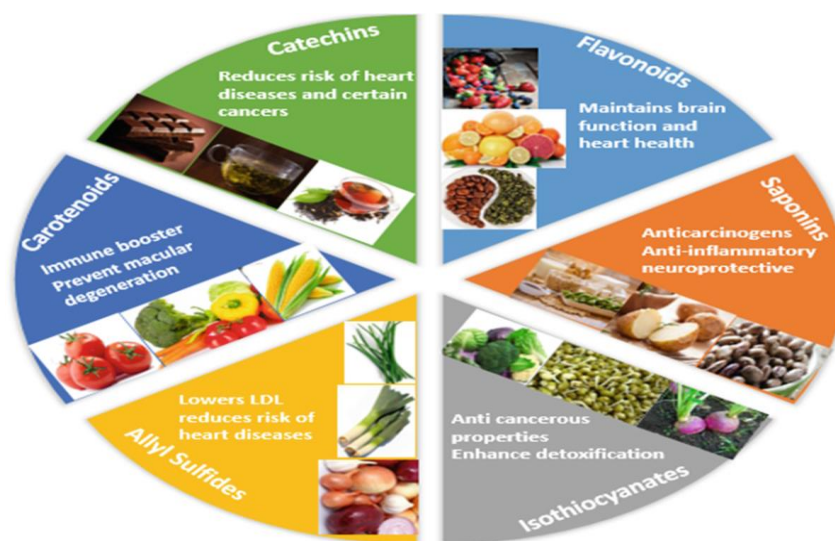 Catechins
Reduces risk of heart
diseases and certain
cancers
Flavonoids
Maintains brain
function and
heart health
Saponins
Anticarcinogens
Anti-inflammatory
neuroprotective
Isothiocyanates
Anti cancerous
properties
Enhance detoxification
Allyl Sulfides
Lowers LDL
reduces risk of
heart diseases
Carotenoids
Immune booster
Prevent macular
degeneration